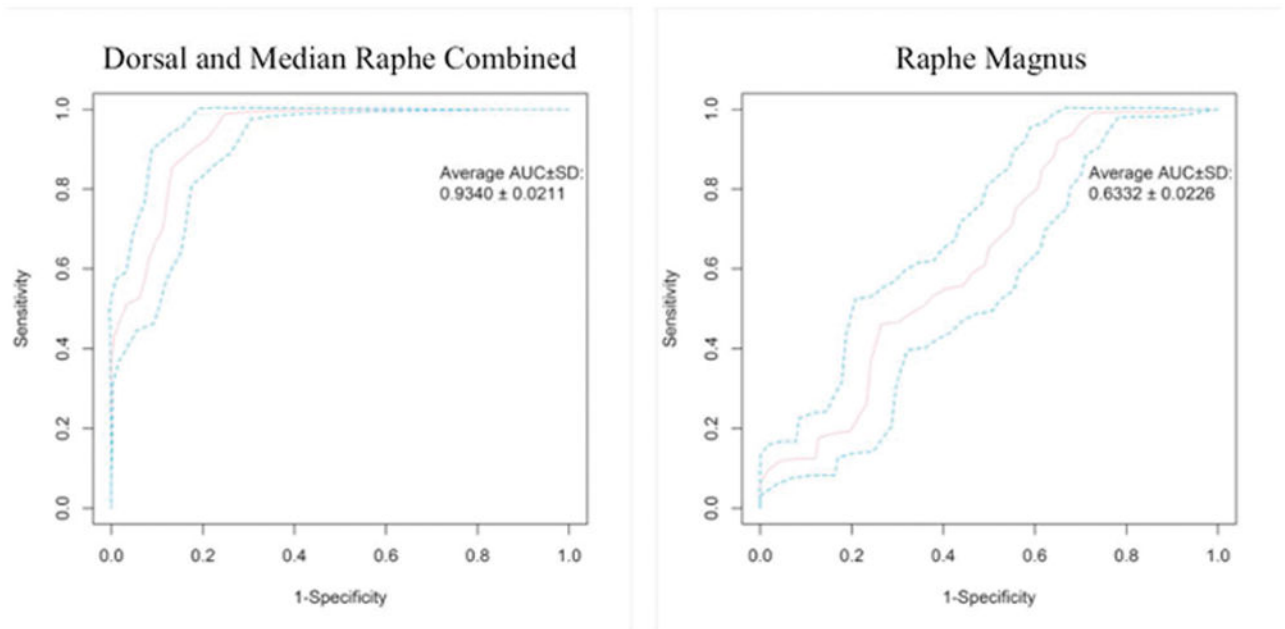 Dorsal and Median Raphe Combined
1.0
0.8
0.6
0.4
0.2
0.0
Sensitivity
Average AUC±SD:
0.9340 ± 0.0211
0.0 0.2 0.4 0.6 0.8 1.0
1-Specificity
Raphe Magnus
1.0
0.8
0.6
0.4
0.2
0.0
Sensitivity
Average AUC±SD:
0.6332 ± 0.0226
0.0 0.2 0.4 0.6 0.8 1.0
1-Specificity